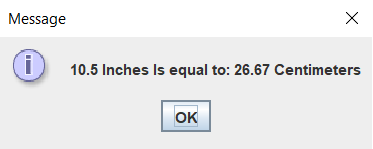 Message
10.5 Inches Is equal to: 26.67 Centimeters
OK